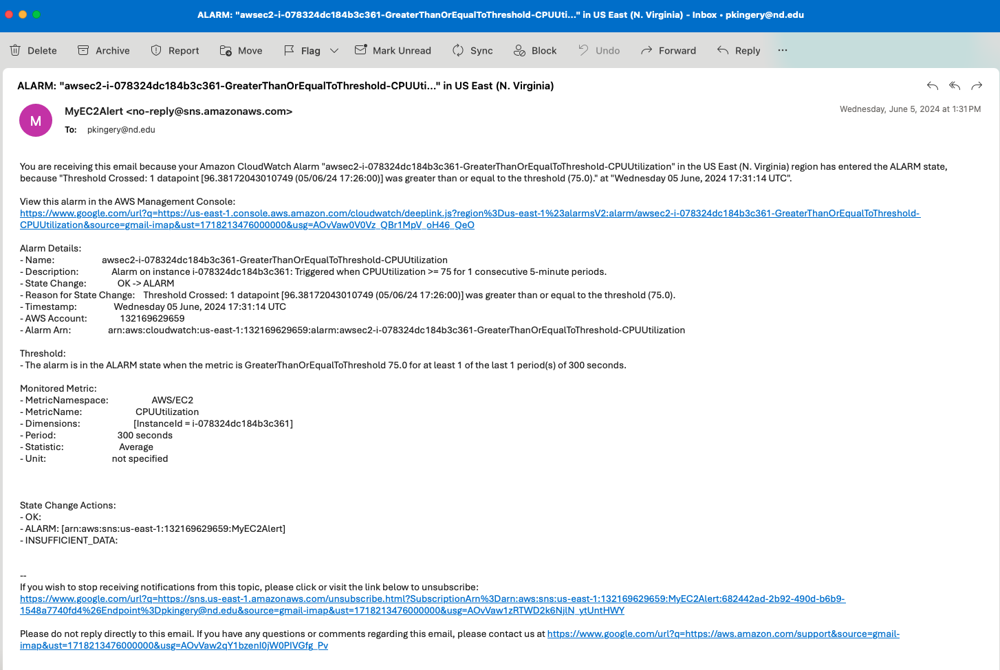 ALARM: "awsec2-i-078324dc184b3c361-GreaterThanOrEqualToThreshold-CPUUti..." in US East (N. Virginia) - Inbox • pkingery@nd.edu
Delete Archive Report Move Flag Mark Unread Sync Block Undo Forward Reply ...
ALARM: "awsec2-i-078324dc184b3c361-GreaterThanOrEqualToThreshold-CPUUti..." in US East (N. Virginia)
M
MyEC2Alert <no-reply@sns.amazonaws.com>
Wednesday, June 5, 2024 at 1:31 PM
To: pkingery@nd.edu
You are receiving this email because your Amazon CloudWatch Alarm "awsec2-i-078324dc184b3c361-GreaterThanOrEqualToThreshold-CPUUtilization" in the US East (N. Virginia) region has entered the ALARM state,
because "Threshold Crossed: 1 datapoint [96.38172043010749 (05/06/24 17:26:00)] was greater than or equal to the threshold (75.0)." at "Wednesday 05 June, 2024 17:31:14 UTC".
View this alarm in the AWS Management Console:
https://www.google.com/url?q=https://us-east-1.console.aws.amazon.com/cloudwatch/deeplink.js?region%3Dus-east-1%23alarmsV2:alarm/awsec2-i-078324dc184b3c361-GreaterThanOrEqualToThreshold-
CPUUtilization&source=gmail-imap&ust=1718213476000000&usg=AOvVaw0V0Vz_QBr1MpV_oH46_QeO
Alarm Details:
- Name: awsec2-i-078324dc184b3c361-GreaterThanOrEqualToThreshold-CPUUtilization
- Description: Alarm on instance i-078324dc184b3c361: Triggered when CPUUtilization >= 75 for 1 consecutive 5-minute periods.
- State Change: OK -> ALARM
- Reason for State Change: Threshold Crossed: 1 datapoint [96.38172043010749 (05/06/24 17:26:00)] was greater than or equal to the threshold (75.0).
- Timestamp: Wednesday 05 June, 2024 17:31:14 UTC
- AWS Account: 132169629659
- Alarm Arn: arn:aws:cloudwatch:us-east-1:132169629659:alarm:awsec2-i-078324dc184b3c361-GreaterThanOrEqualToThreshold-CPUUtilization
Threshold:
- The alarm is in the ALARM state when the metric is GreaterThanOrEqualToThreshold 75.0 for at least 1 of the last 1 period(s) of 300 seconds.
Monitored Metric:
- MetricNamespace: AWS/EC2
- MetricName: CPUUtilization
- Dimensions: [InstanceId = i-078324dc184b3c361]
- Period: 300 seconds
- Statistic: Average
- Unit: not specified
State Change Actions:
- OK:
- ALARM: [arn:aws:sns:us-east-1:132169629659:MyEC2Alert]
- INSUFFICIENT_DATA:
--
If you wish to stop receiving notifications from this topic, please click or visit the link below to unsubscribe:
https://www.google.com/url?q=https://sns.us-east-1.amazonaws.com/unsubscribe.html?SubscriptionArn%3Darn:aws:sns:us-east-1:132169629659:MyEC2Alert:682442ad-2b92-490d-b6b9-
1548a7740fd4%26Endpoint%3Dpkingery@nd.edu&source=gmail-imap&ust=1718213476000000&usg=AOvVaw1zRTWD2k6NjlN_ytUntHWY
Please do not reply directly to this email. If you have any questions or comments regarding this email, please contact us at https://www.google.com/url?q=https://aws.amazon.com/support&source=gmail-
imap&ust=1718213476000000&usg=AOvVaw2qY1bzenI0jW0PIVGfg_Pv